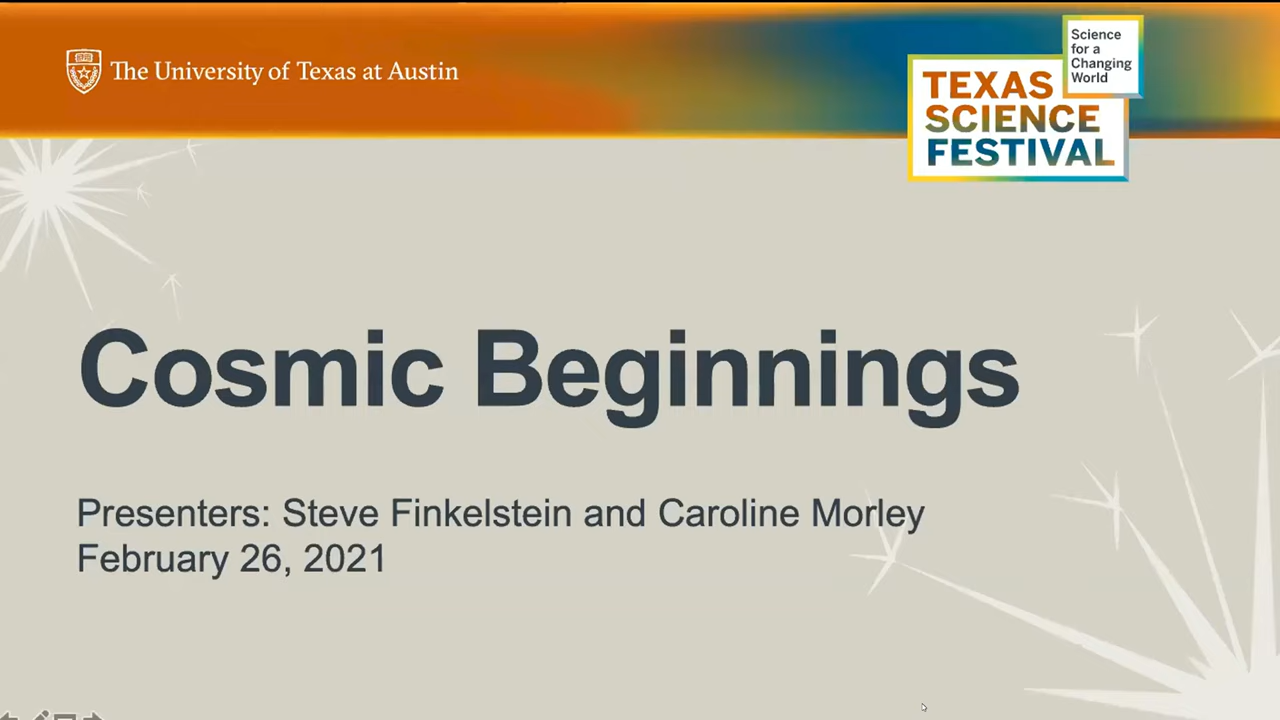 The University of Texas at Austin
Science
for a
Changing
World
TEXAS
SCIENCE
FESTIVAL
Cosmic Beginnings
Presenters: Steve Finkelstein and Caroline Morley
February 26, 2021